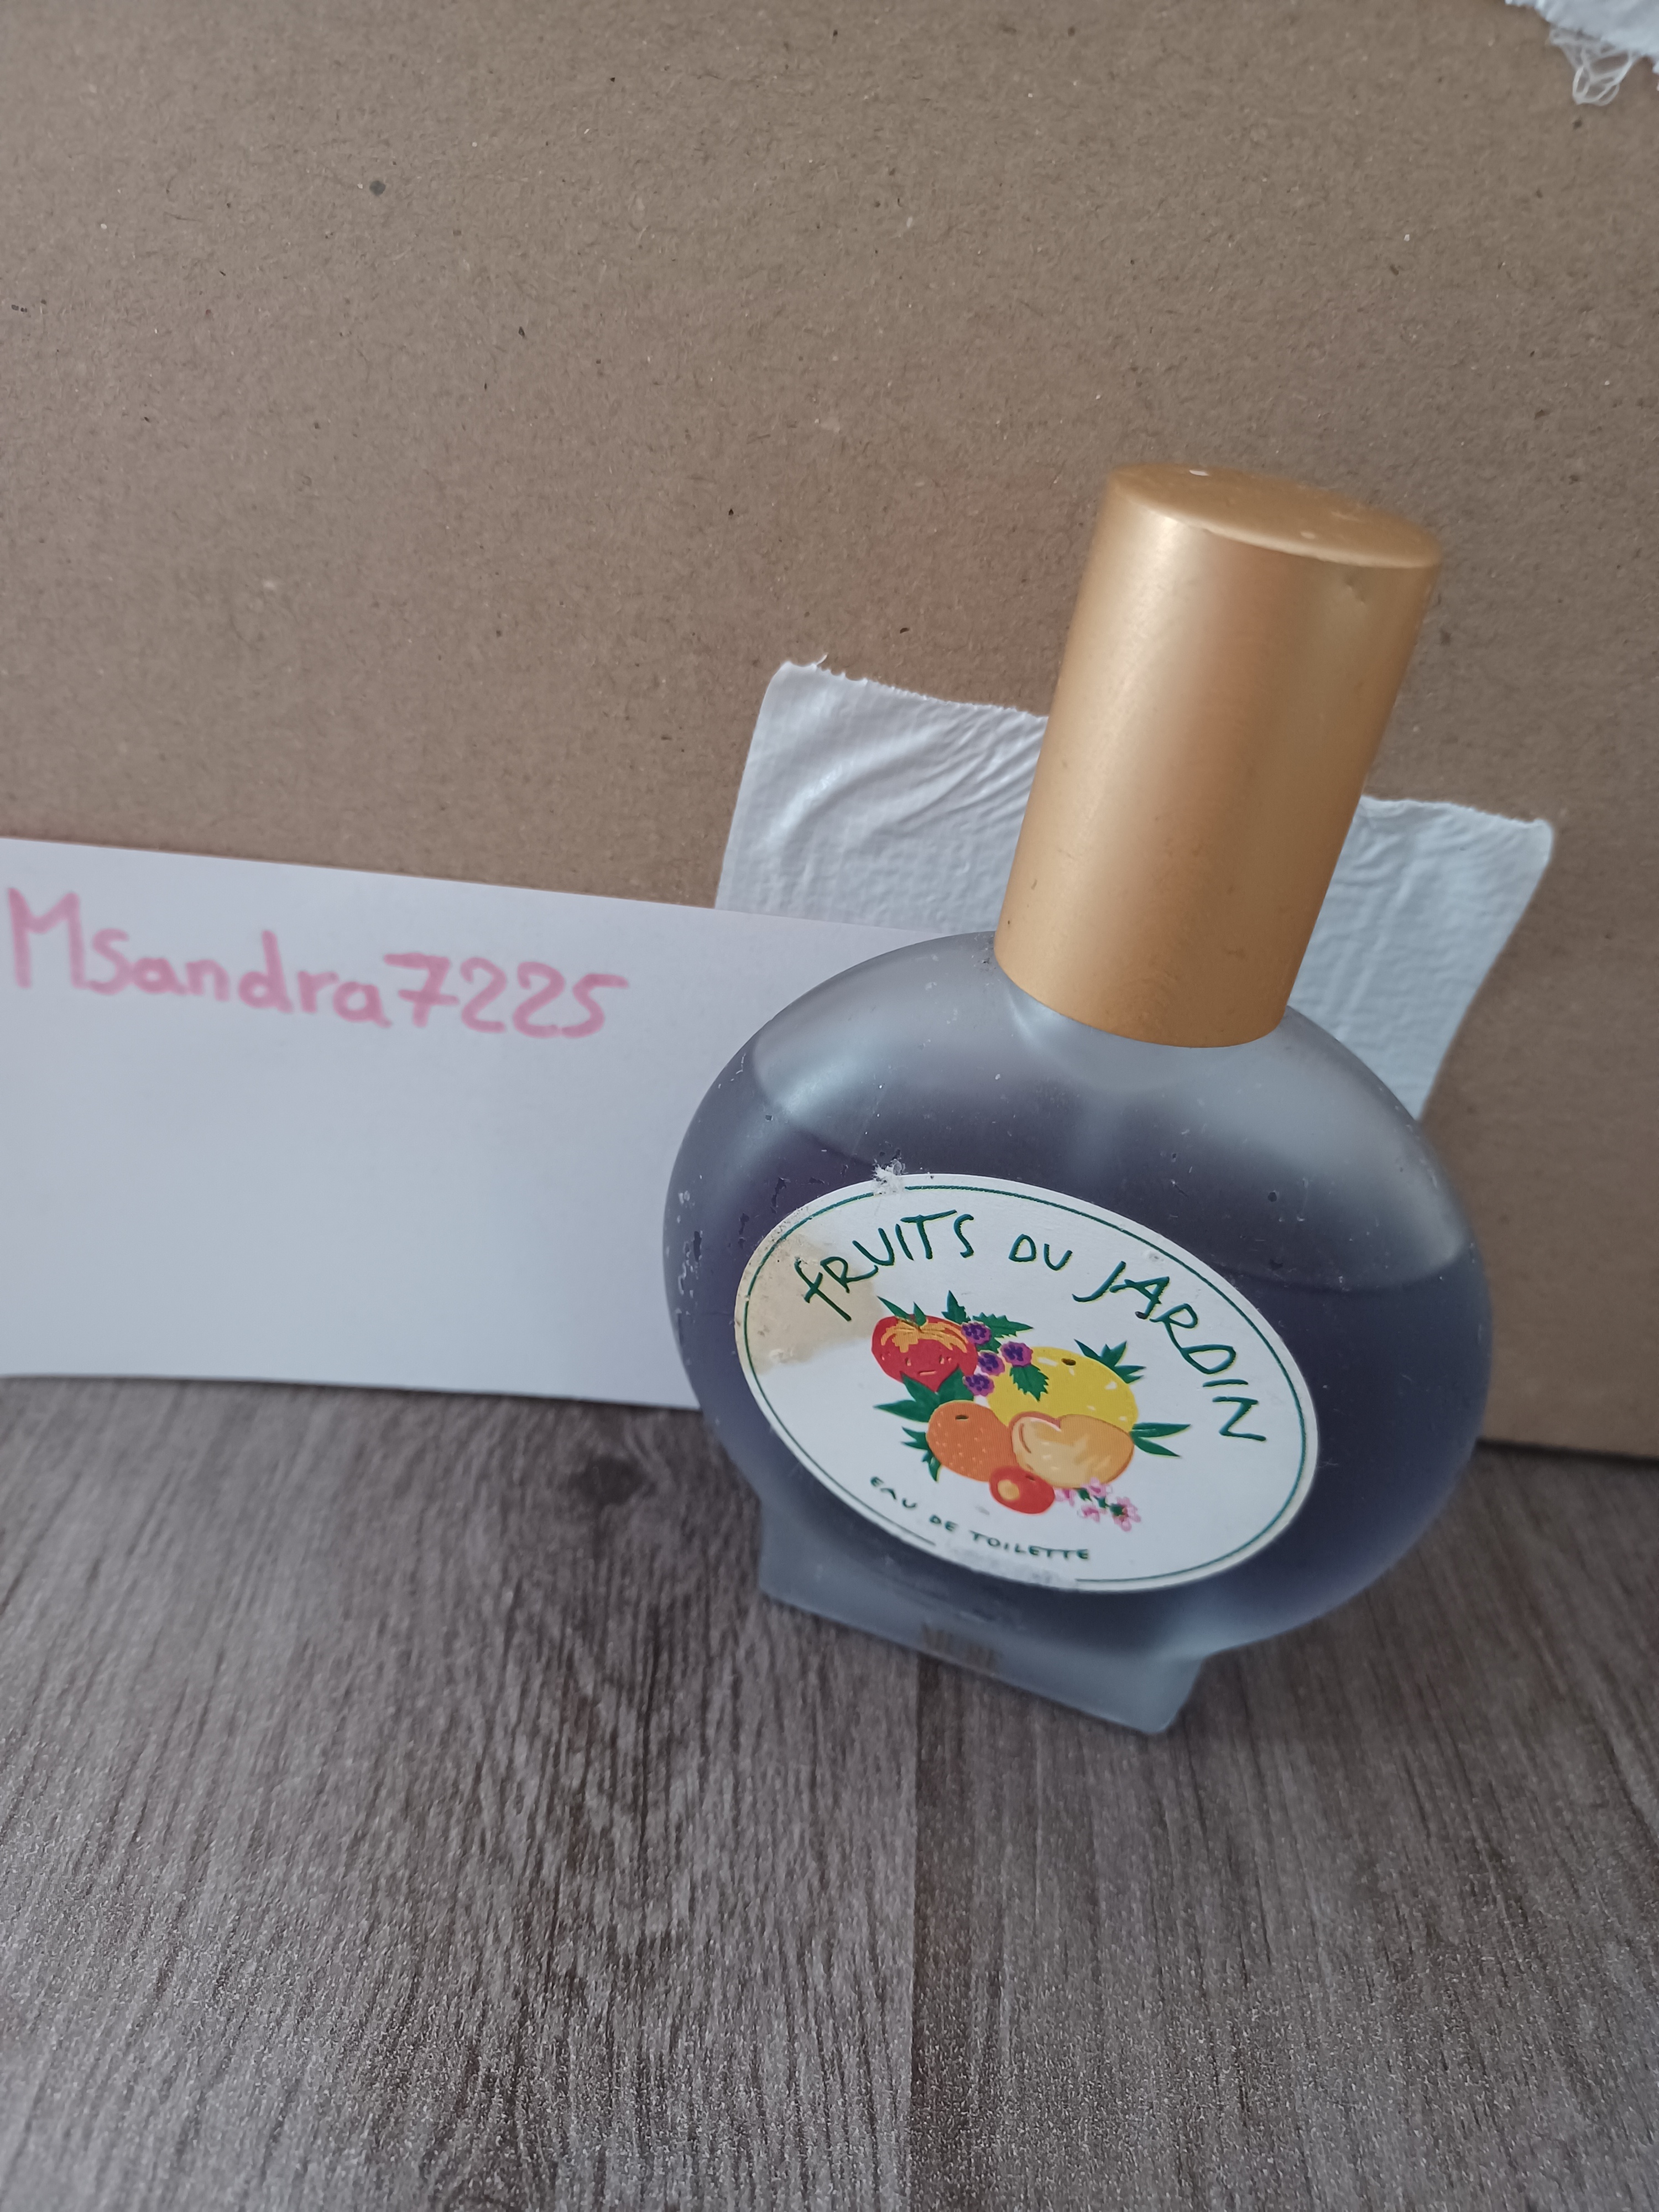 MSandra7225
FRUITS DU JARDIN
EAU DE TOILETTE